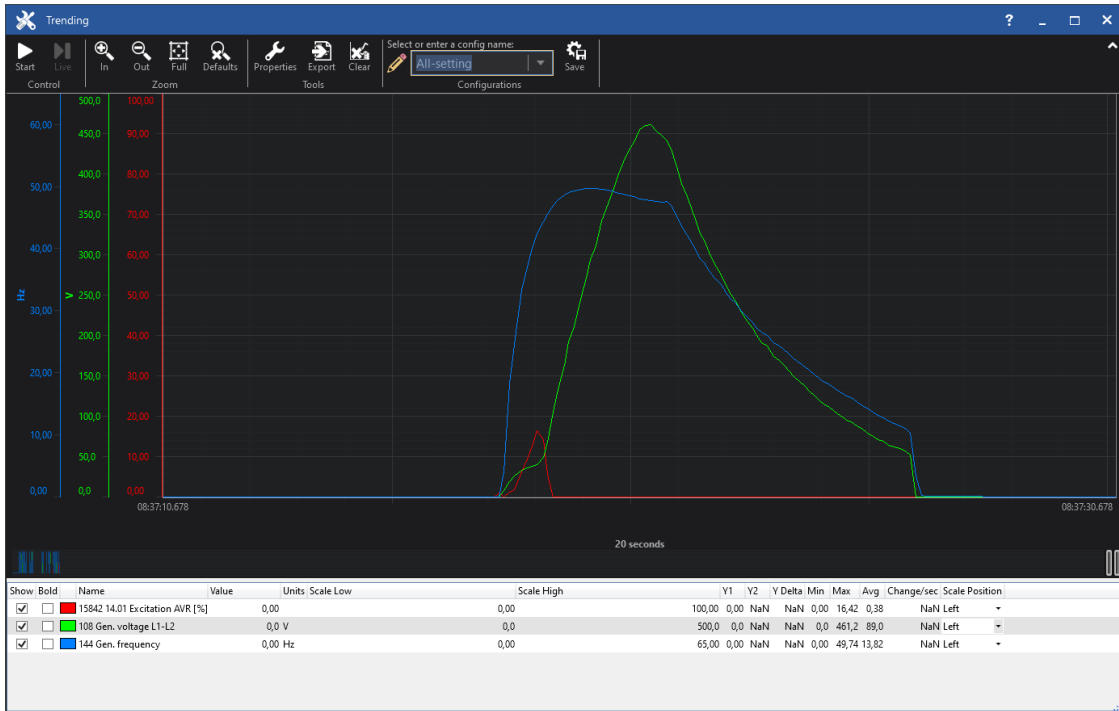 Trending ?
Start Live In Out Full Defaults Properties Export Clear Select or enter a config name: All-setting Save
Control Zoom Tools Configurations
500,0 100,00
60,00 450,0 90,00
400,0 80,00
50,00
350,0 70,00
40,00 300,0 60,00
Hz V 250,0 50,00
30,00
200,0 40,00
20,00 150,0 30,00
100,0 20,00
10,00
50,0 10,00
0,00 0,0 0,00
08:37:10.678 08:37:30.678
20 seconds
Show Bold Name Value Units Scale Low Scale High Y1 Y2 Y Delta Min Max Avg Change/sec Scale Position
15842 14.01 Excitation AVR [%] 0,00 0,00 100,00 0,00 NaN NaN 0,00 16,42 0,38 NaN Left
108 Gen. voltage L1-L2 0,0 V 0,0 500,0 0,0 NaN NaN 0,0 461,2 89,0 NaN Left
144 Gen. frequency 0,00 Hz 0,00 65,00 0,00 NaN NaN 0,00 49,74 13,82 NaN Left